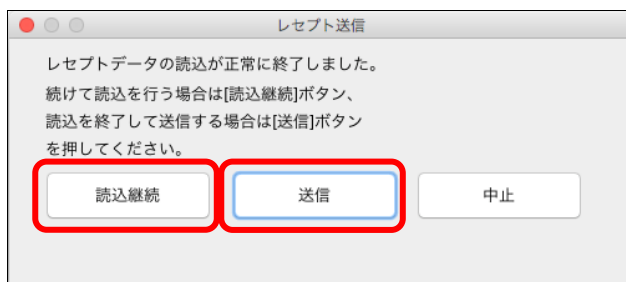 レセプト送信
レセプトデータの読込が正常に終了しました。
続けて読込を行う場合は[読込継続]ボタン、
読込を終了して送信する場合は[送信]ボタン
を押してください。
読込継続
送信
中止